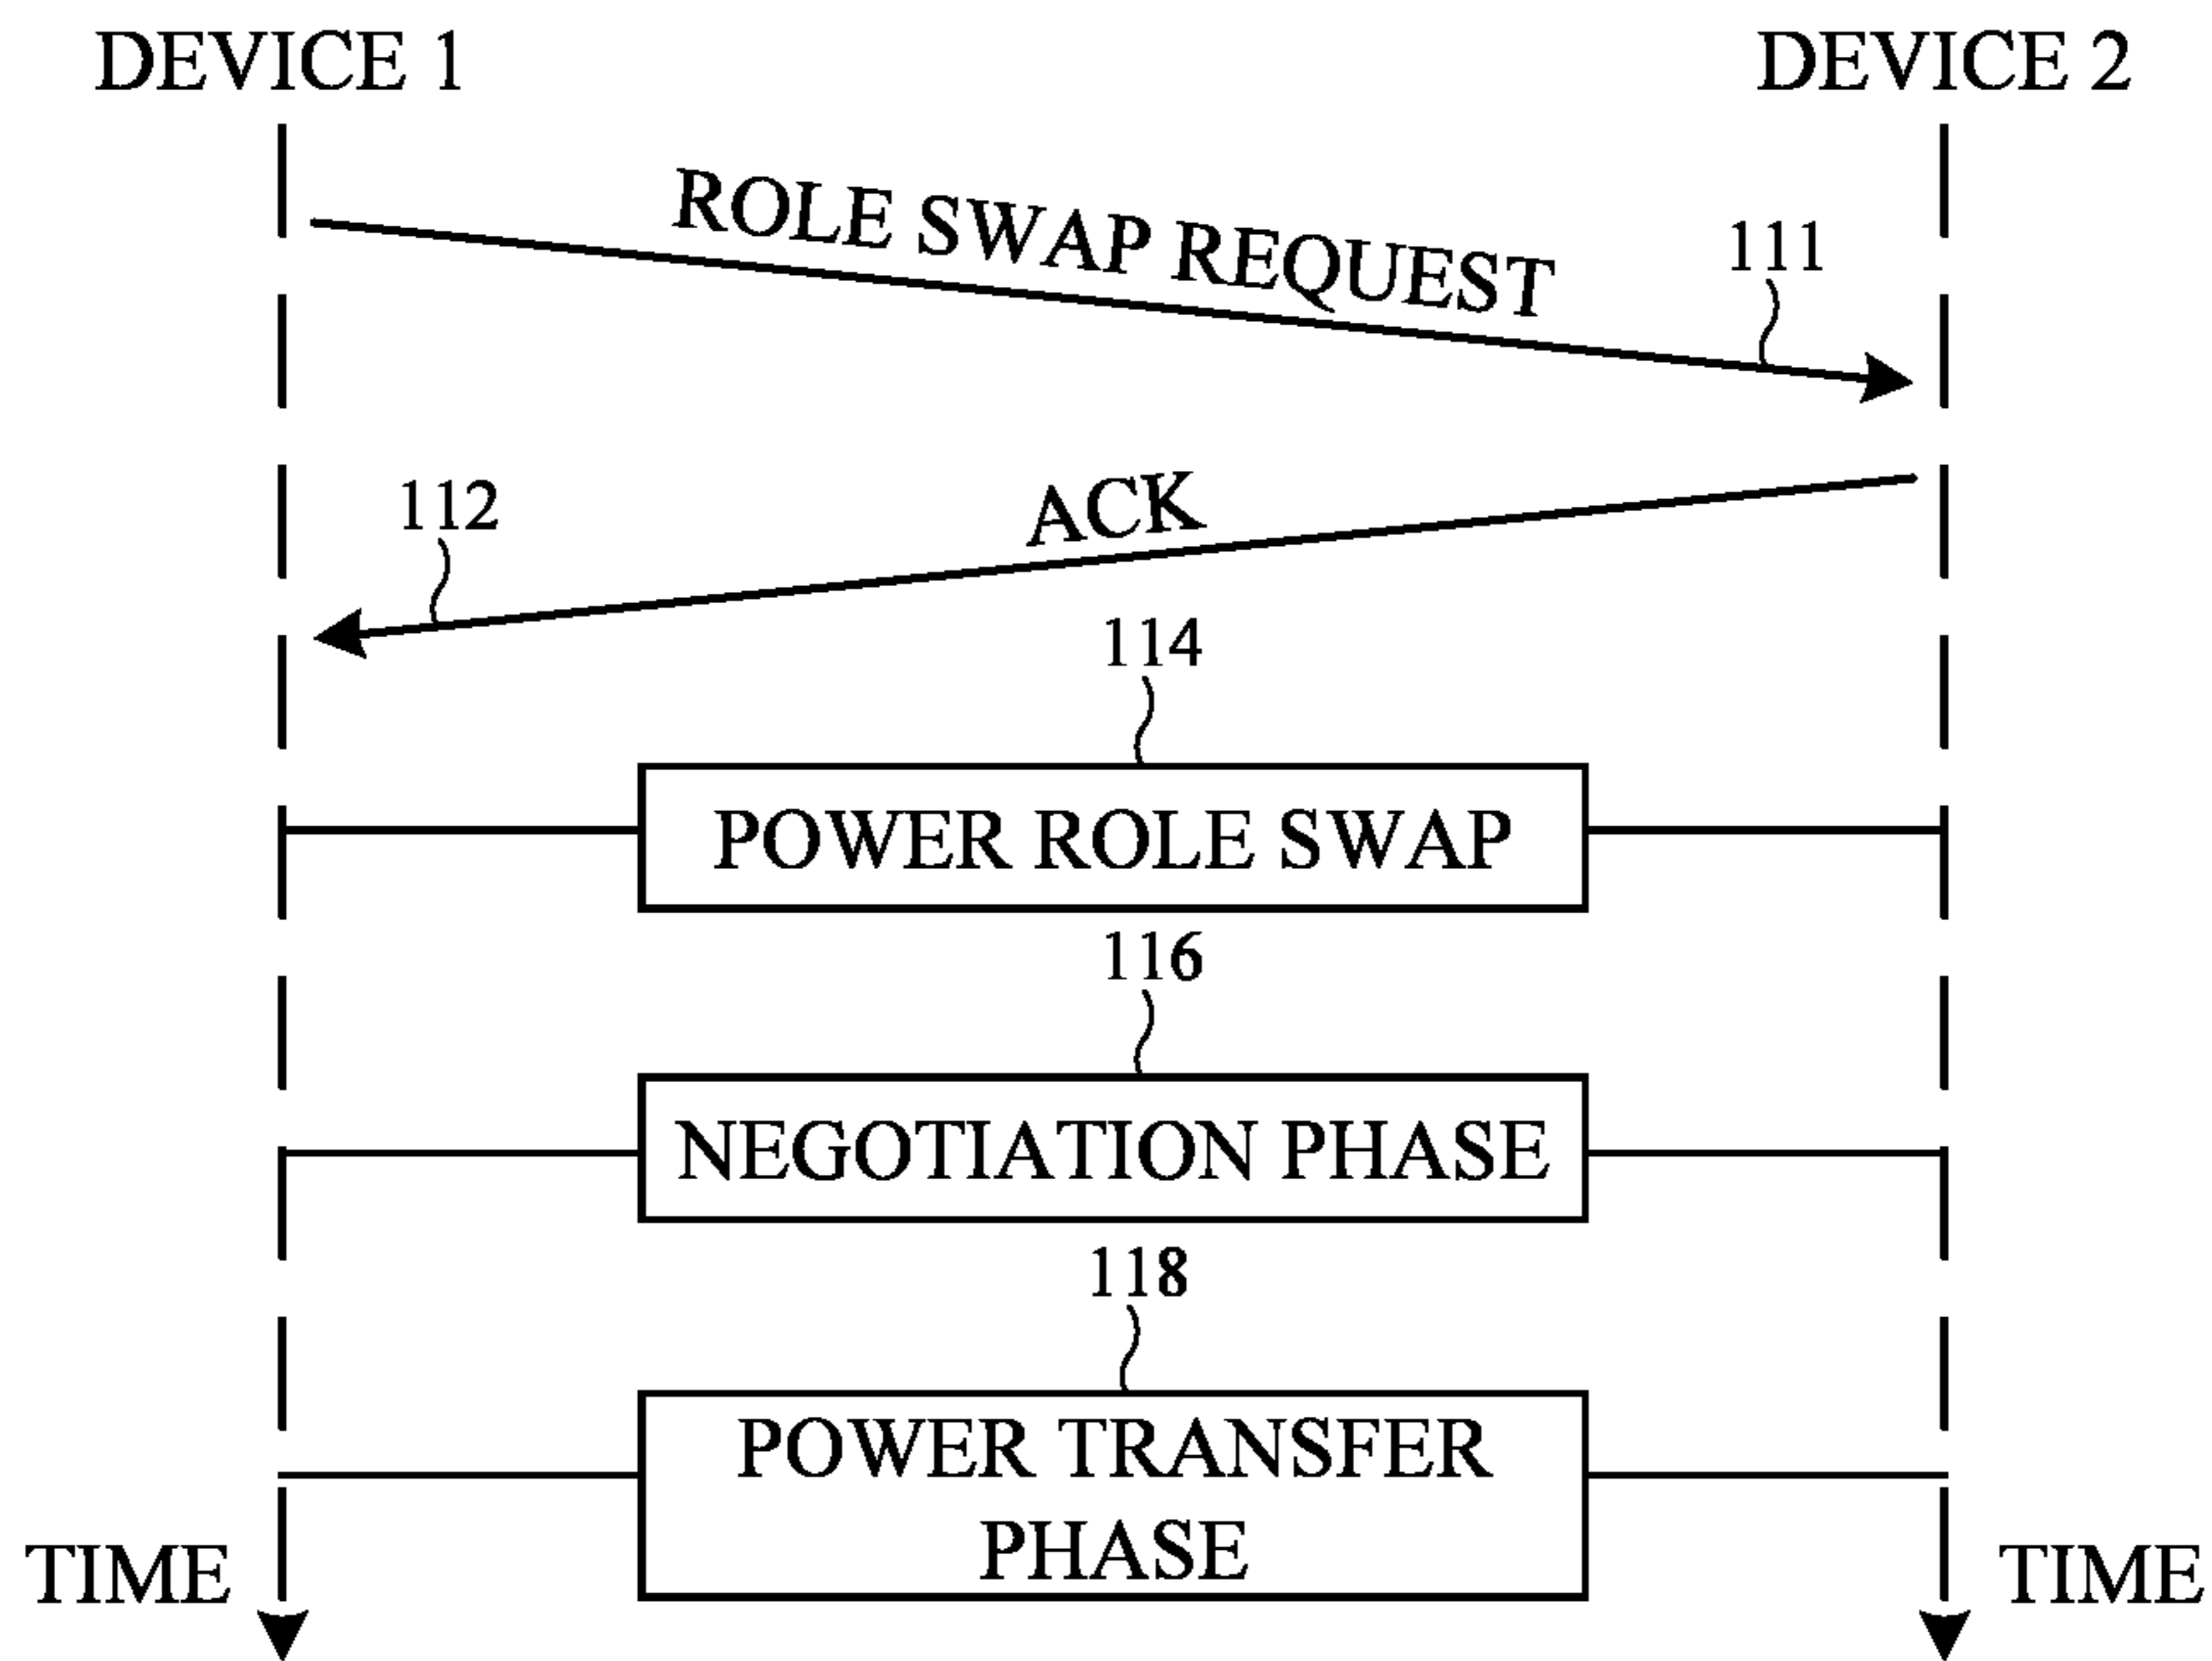 DEVICE 1
DEVICE 2
ROLE SWAP REQUEST
111
112
ACK
114
POWER ROLE SWAP
116
NEGOTIATION PHASE
118
POWER TRANSFER
PHASE
TIME
TIME